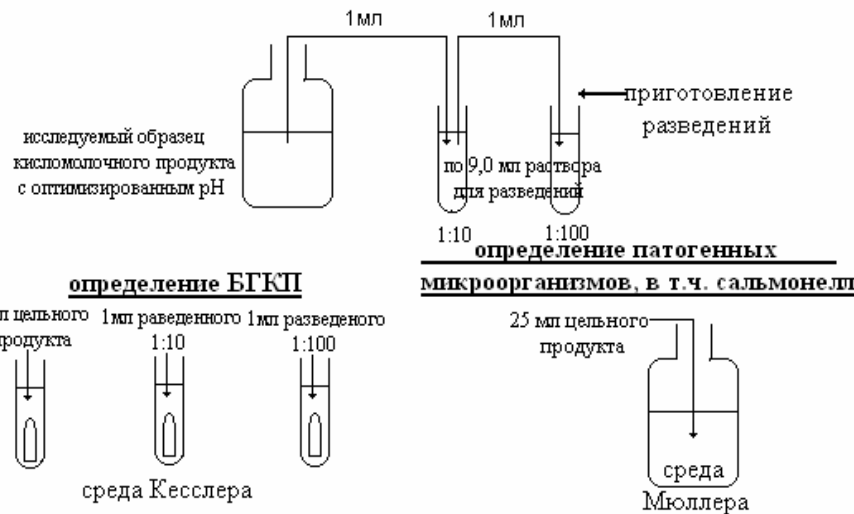 1мл 1мл
приготовление
разведений
исследуемый образец
кисломолочного продукта
с оптимизированным рН
по 9,0 мл раствора
для разведений
1:10 1:100
определение БГКП
л цельного
продукта
1мл раведенного
1:10
1мл разведеного
1:100
среда Кесслера
определение патогенных
микроорганизмов, в т.ч. сальмонелл
25 мл цельного
продукта
среда
Мюллера